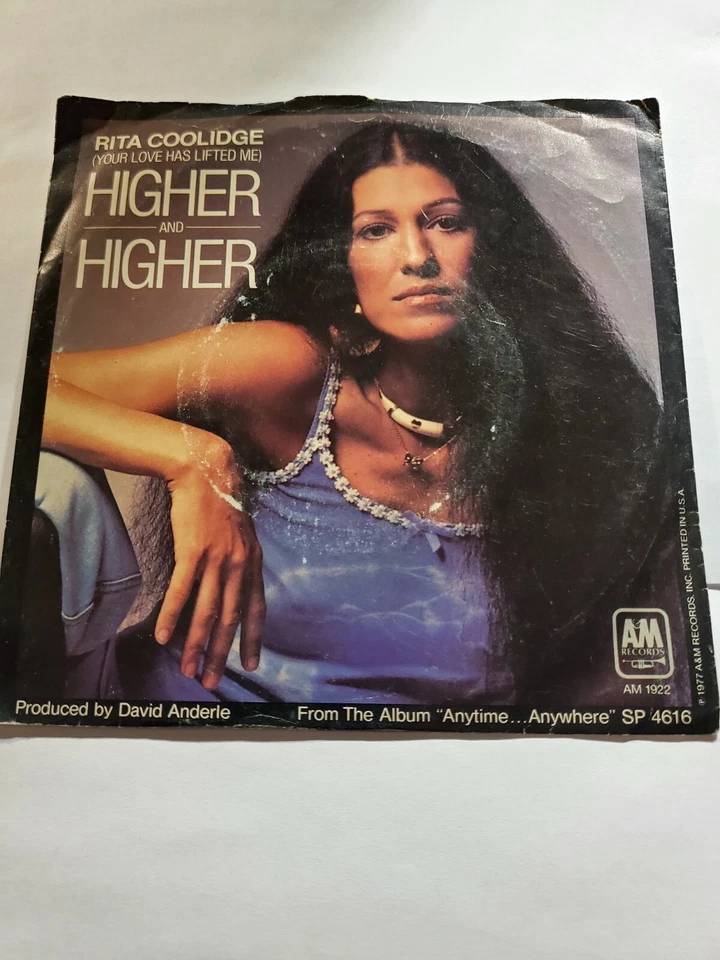 RITA COOLIDGE
(YOUR LOVE HAS LIFTED ME)
HIGHER
AND
HIGHER
℗ 1977 A&M RECORDS, INC. PRINTED IN U.S.A
A&M
RECORDS
AM 1922
Produced by David Anderle
From The Album "Anytime...Anywhere" SP 4616